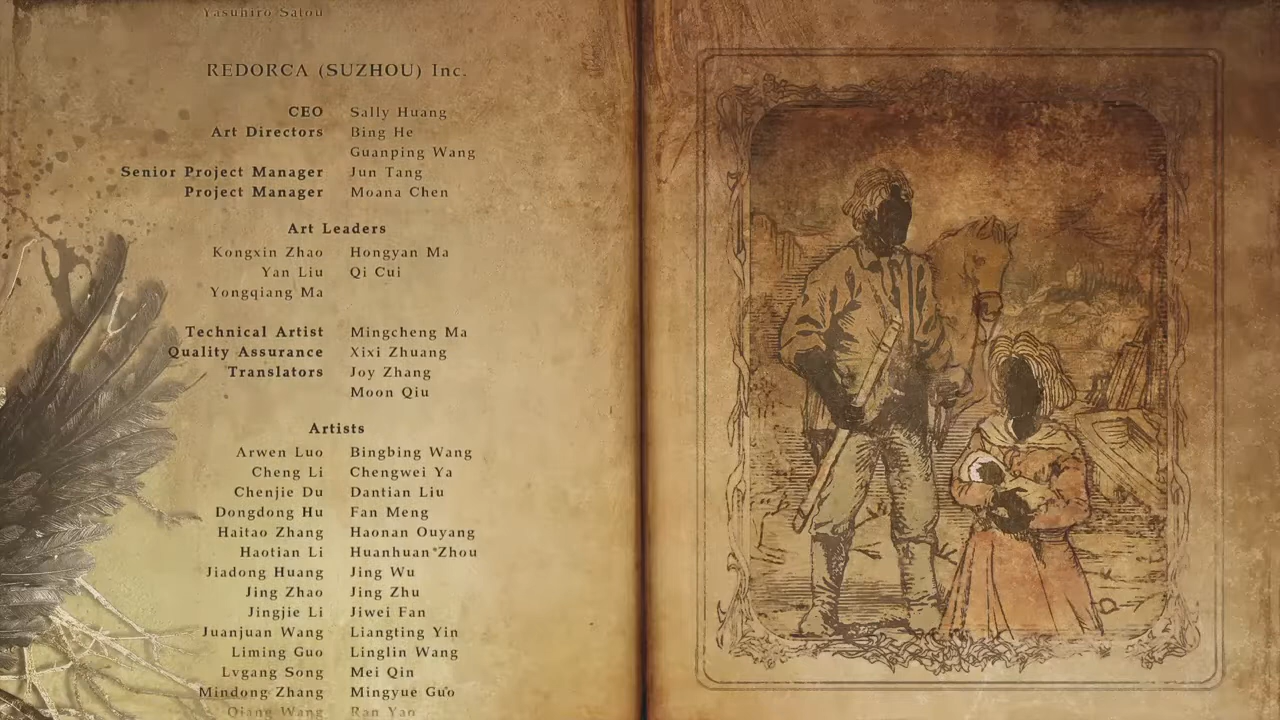 Yasuhiro Satou
REDORCA (SUZHOU) Inc.
CEO Sally Huang
Art Directors Bing He
Guanping Wang
Senior Project Manager Jun Tang
Project Manager Moana Chen
Art Leaders
Kongxin Zhao Hongyan Ma
Yan Liu Qi Cui
Yongqiang Ma
Technical Artist Mingcheng Ma
Quality Assurance Xixi Zhuang
Translators Joy Zhang
Moon Qiu
Artists
Arwen Luo Bingbing Wang
Cheng Li Chengwei Ya
Chenjie Du Dantian Liu
Dongdong Hu Fan Meng
Haitao Zhang Haonan Ouyang
Haotian Li Huanhuan Zhou
Jiadong Huang Jing Wu
Jing Zhao Jing Zhu
Jingjie Li Jiwei Fan
Juanjuan Wang Liangting Yin
Liming Guo Linglin Wang
Lvgang Song Mei Qin
Mindong Zhang Mingyue Guo
Qiang Wang Ran Yao